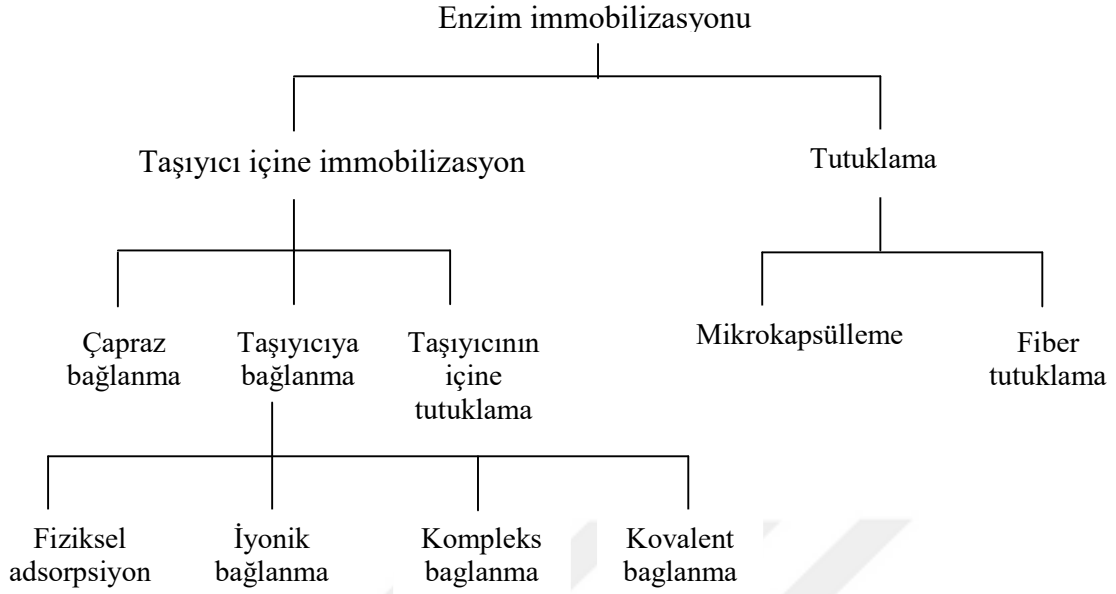 Enzim immobilizasyonu
Taşıyıcı içine immobilizasyon
Tutuklama
Çapraz
bağlanma
Taşıyıcıya
bağlanma
Taşıyıcının
içine
tutuklama
Mikrokapsülleme
Fiber
tutuklama
Fiziksel
adsorpsiyon
İyonik
bağlanma
Kompleks
baglanma
Kovalent
baglanma